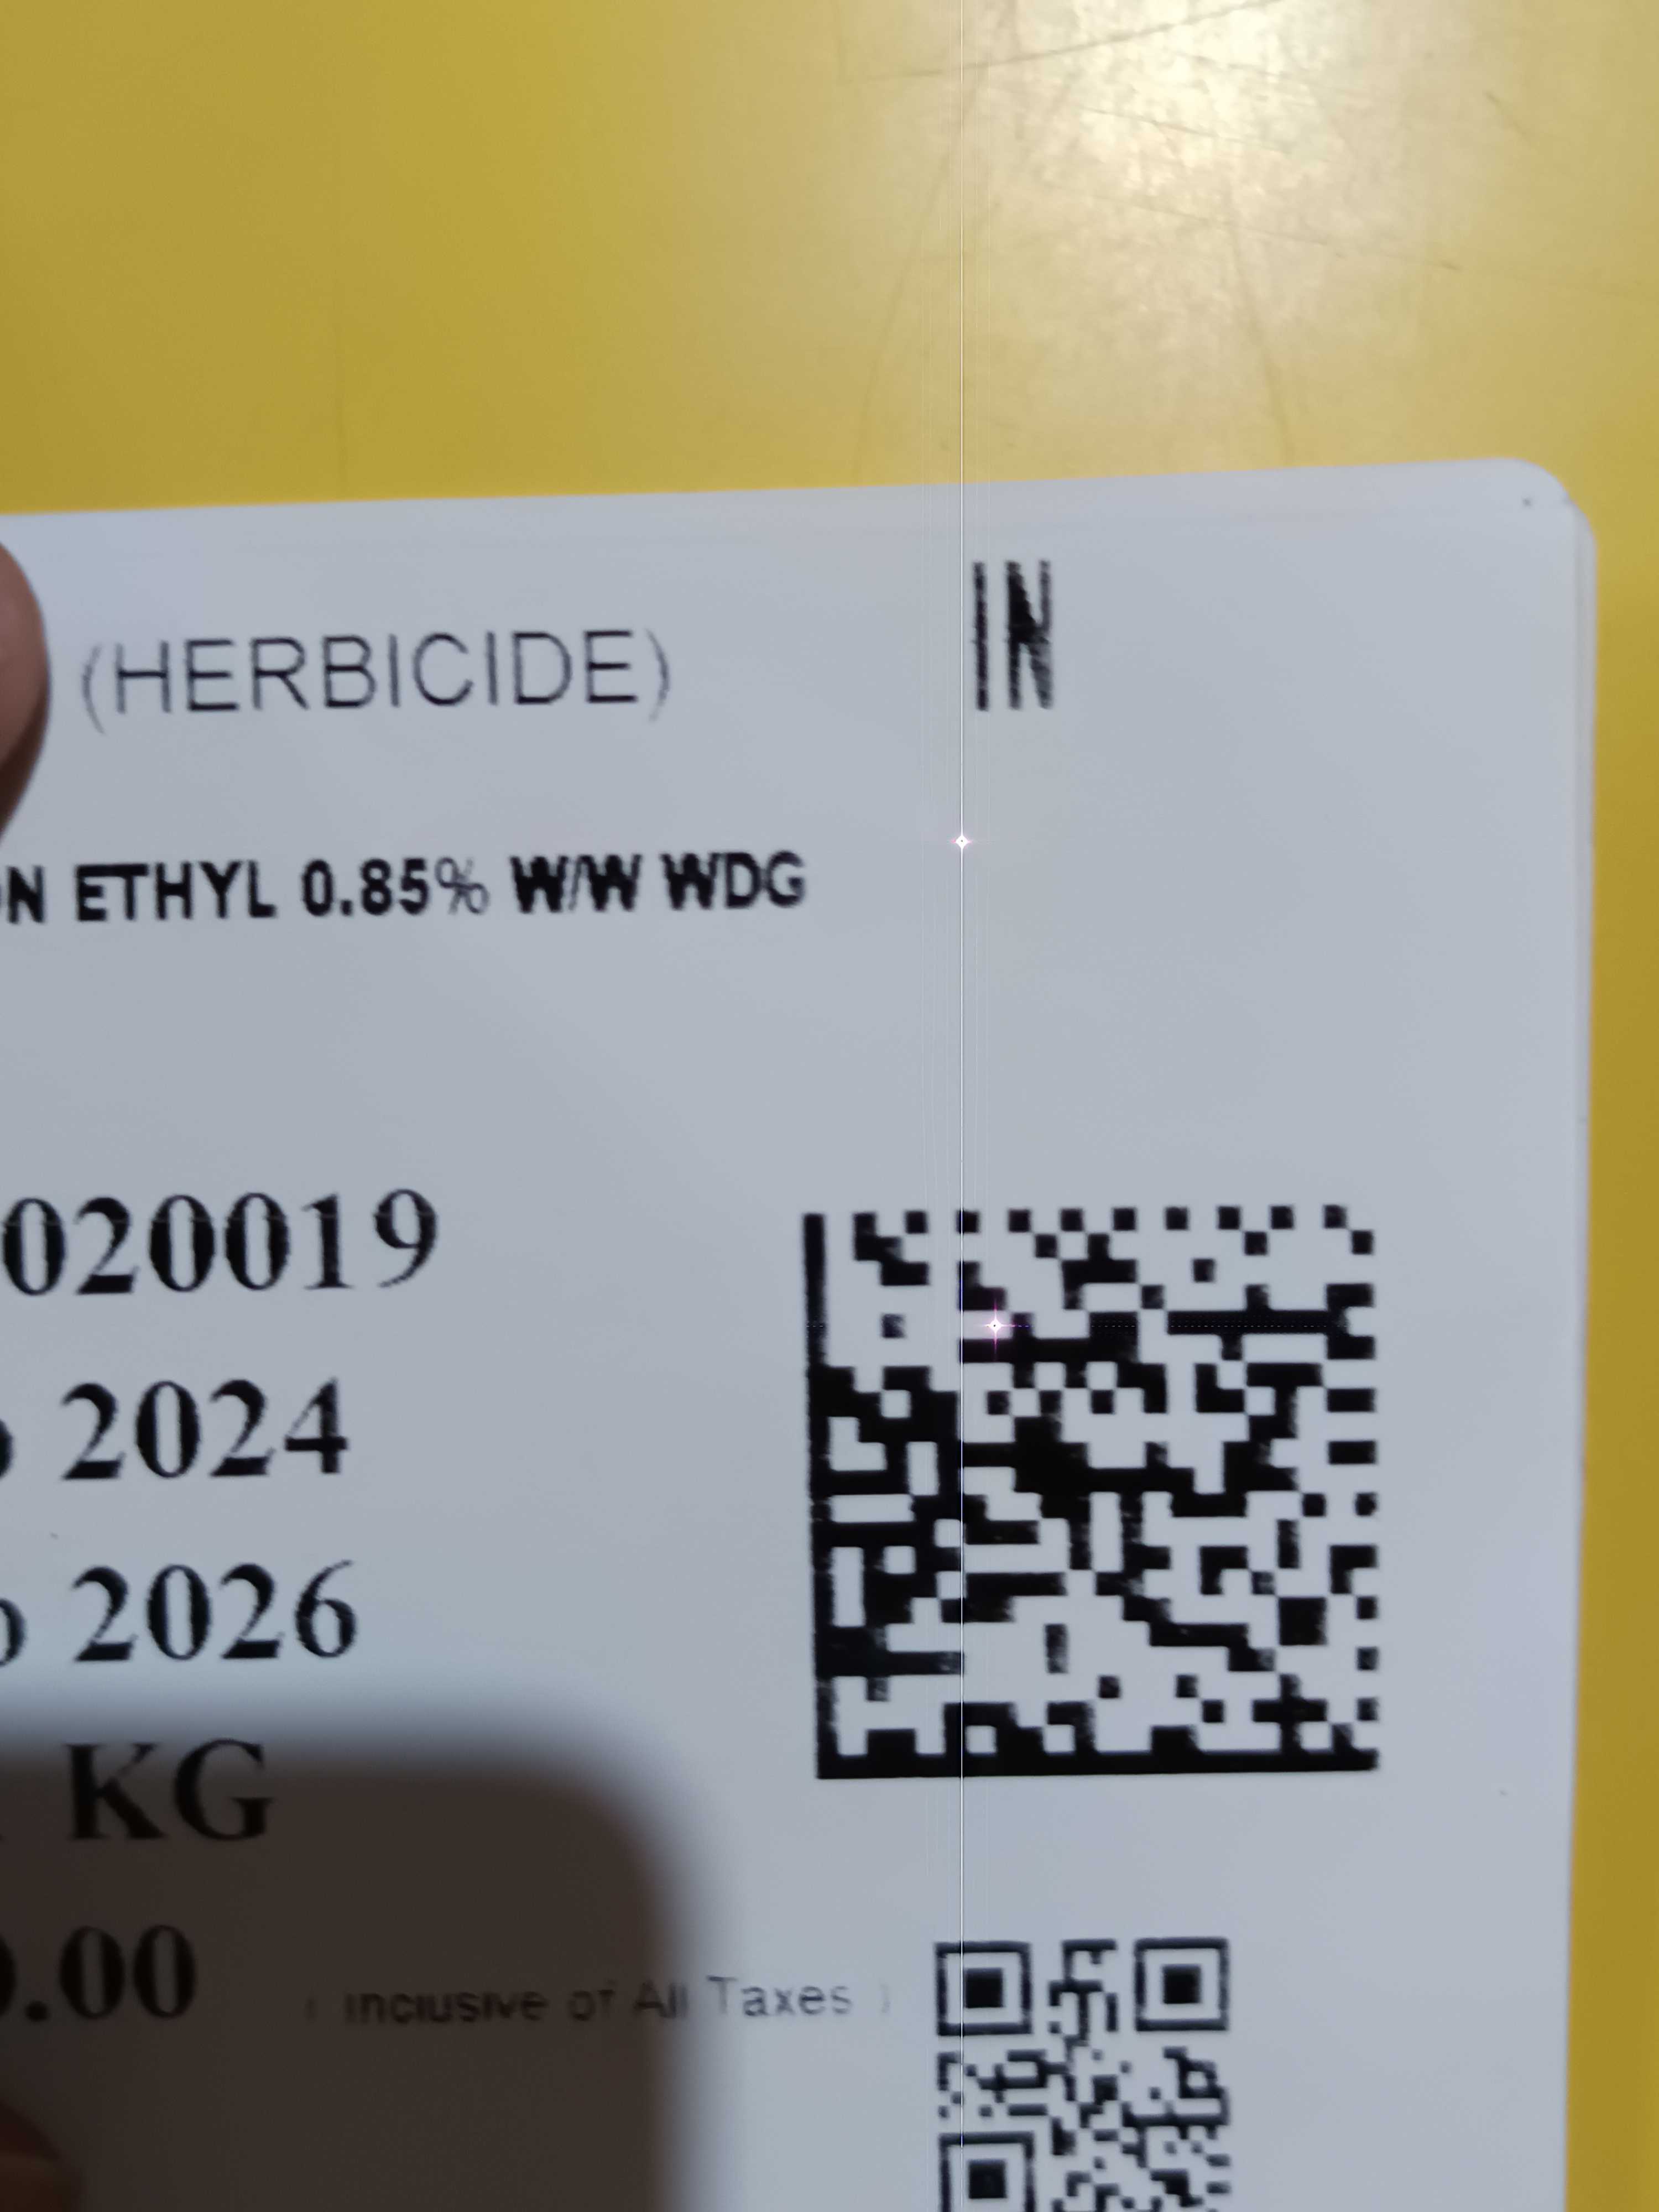 IN
(HERBICIDE)
ETHYL 0.85% W/W WDG
020019
2024
2026
KG
.00 ( Inclusive of All Taxes )